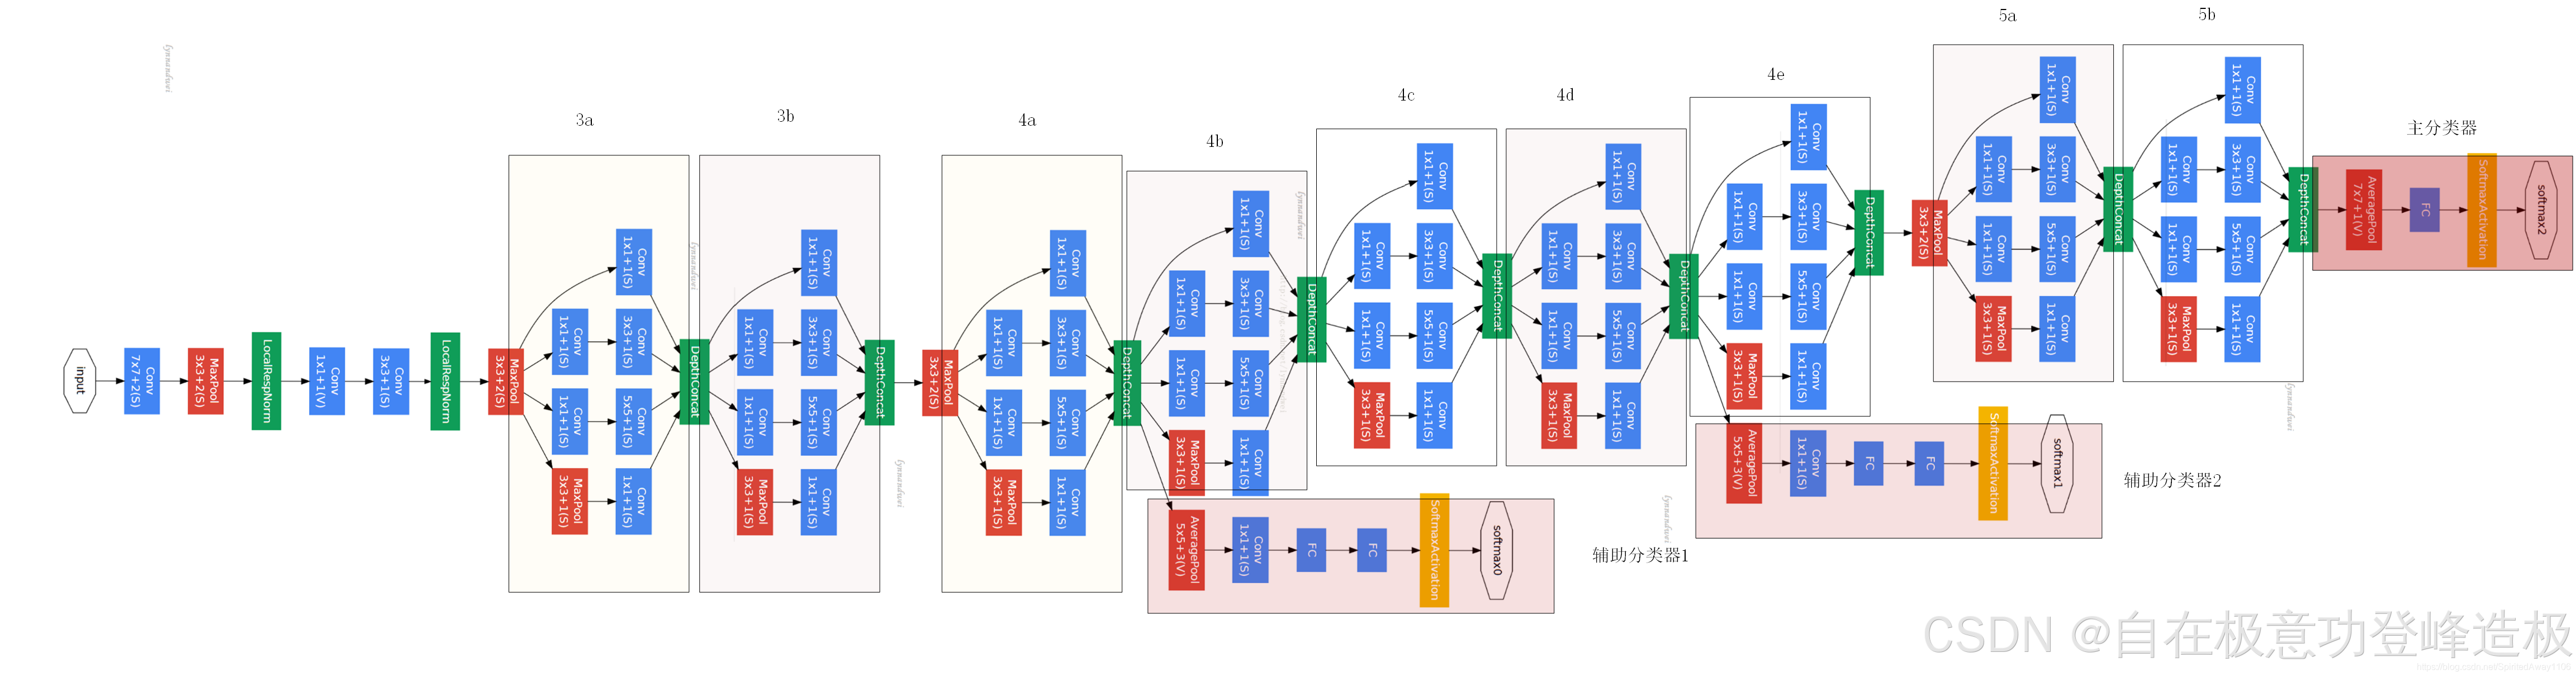 3a
3b
4a
4b
4c
4d
4e
5a
5b
主分类器
辅助分类器1
辅助分类器2
input
Conv
7x7+2(S)
MaxPool
3x3+2(S)
LocalRespNorm
Conv
1x1+1(V)
Conv
3x3+1(S)
LocalRespNorm
MaxPool
3x3+2(S)
Conv
1x1+1(S)
Conv
1x1+1(S)
Conv
3x3+1(S)
Conv
1x1+1(S)
Conv
5x5+1(S)
MaxPool
3x3+1(S)
Conv
1x1+1(S)
DepthConcat
Conv
1x1+1(S)
Conv
1x1+1(S)
Conv
3x3+1(S)
Conv
1x1+1(S)
Conv
5x5+1(S)
MaxPool
3x3+1(S)
Conv
1x1+1(S)
DepthConcat
MaxPool
3x3+2(S)
Conv
1x1+1(S)
Conv
1x1+1(S)
Conv
3x3+1(S)
Conv
1x1+1(S)
Conv
5x5+1(S)
MaxPool
3x3+1(S)
Conv
1x1+1(S)
DepthConcat
Conv
1x1+1(S)
Conv
1x1+1(S)
Conv
3x3+1(S)
Conv
1x1+1(S)
Conv
5x5+1(S)
MaxPool
3x3+1(S)
Conv
1x1+1(S)
DepthConcat
AveragePool
5x5+3(V)
Conv
1x1+1(S)
FC
FC
SoftmaxActivation
softmax0
Conv
1x1+1(S)
Conv
1x1+1(S)
Conv
3x3+1(S)
Conv
1x1+1(S)
Conv
5x5+1(S)
MaxPool
3x3+1(S)
Conv
1x1+1(S)
DepthConcat
Conv
1x1+1(S)
Conv
1x1+1(S)
Conv
3x3+1(S)
Conv
1x1+1(S)
Conv
5x5+1(S)
MaxPool
3x3+1(S)
Conv
1x1+1(S)
DepthConcat
Conv
1x1+1(S)
Conv
1x1+1(S)
Conv
3x3+1(S)
Conv
1x1+1(S)
Conv
5x5+1(S)
MaxPool
3x3+1(S)
Conv
1x1+1(S)
DepthConcat
AveragePool
5x5+3(V)
Conv
1x1+1(S)
FC
FC
SoftmaxActivation
softmax1
MaxPool
3x3+2(S)
Conv
1x1+1(S)
Conv
1x1+1(S)
Conv
3x3+1(S)
Conv
1x1+1(S)
Conv
5x5+1(S)
MaxPool
3x3+1(S)
Conv
1x1+1(S)
DepthConcat
Conv
1x1+1(S)
Conv
1x1+1(S)
Conv
3x3+1(S)
Conv
1x1+1(S)
Conv
5x5+1(S)
MaxPool
3x3+1(S)
Conv
1x1+1(S)
DepthConcat
AveragePool
7x7+1(V)
FC
SoftmaxActivation
softmax2
CSDN @自在极意功登峰造极